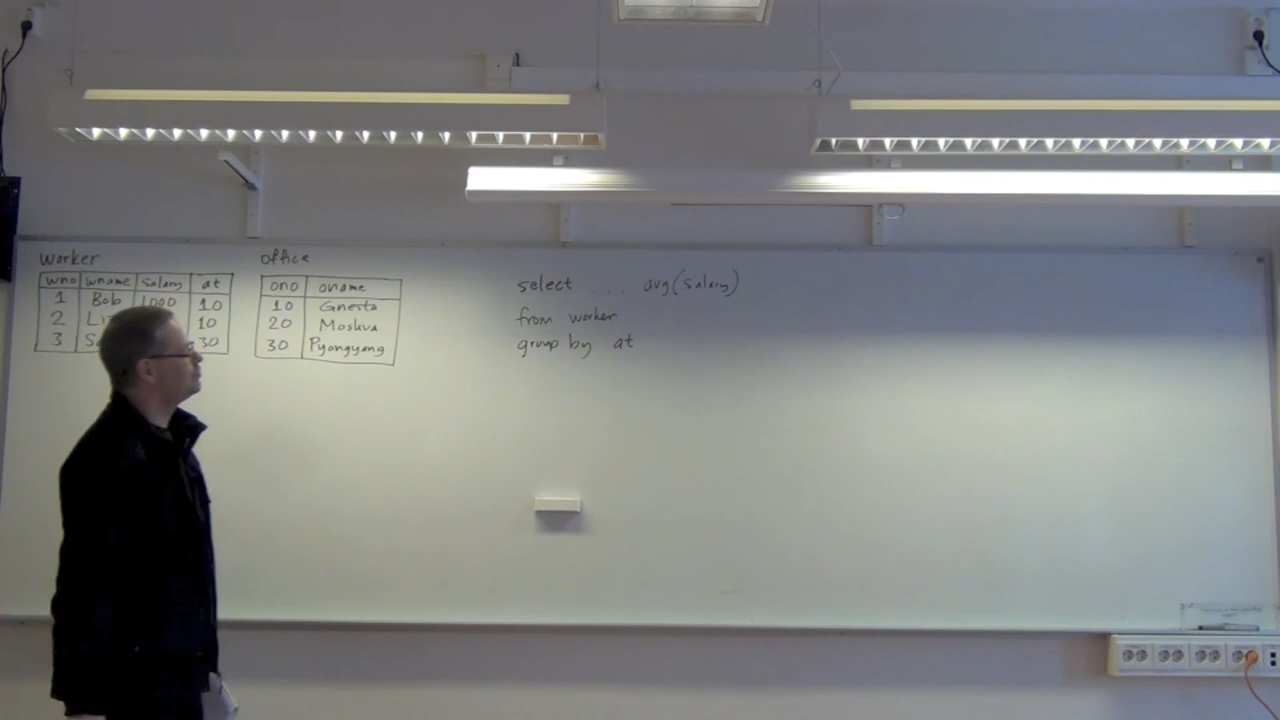 Worker
wno wname salary at
1 Bob 1000 10
2 10
3 30
office
ono oname
10 Gnesta
20 Moskva
30 Pyongyang
select ..... avg(salary)
from worker
group by at